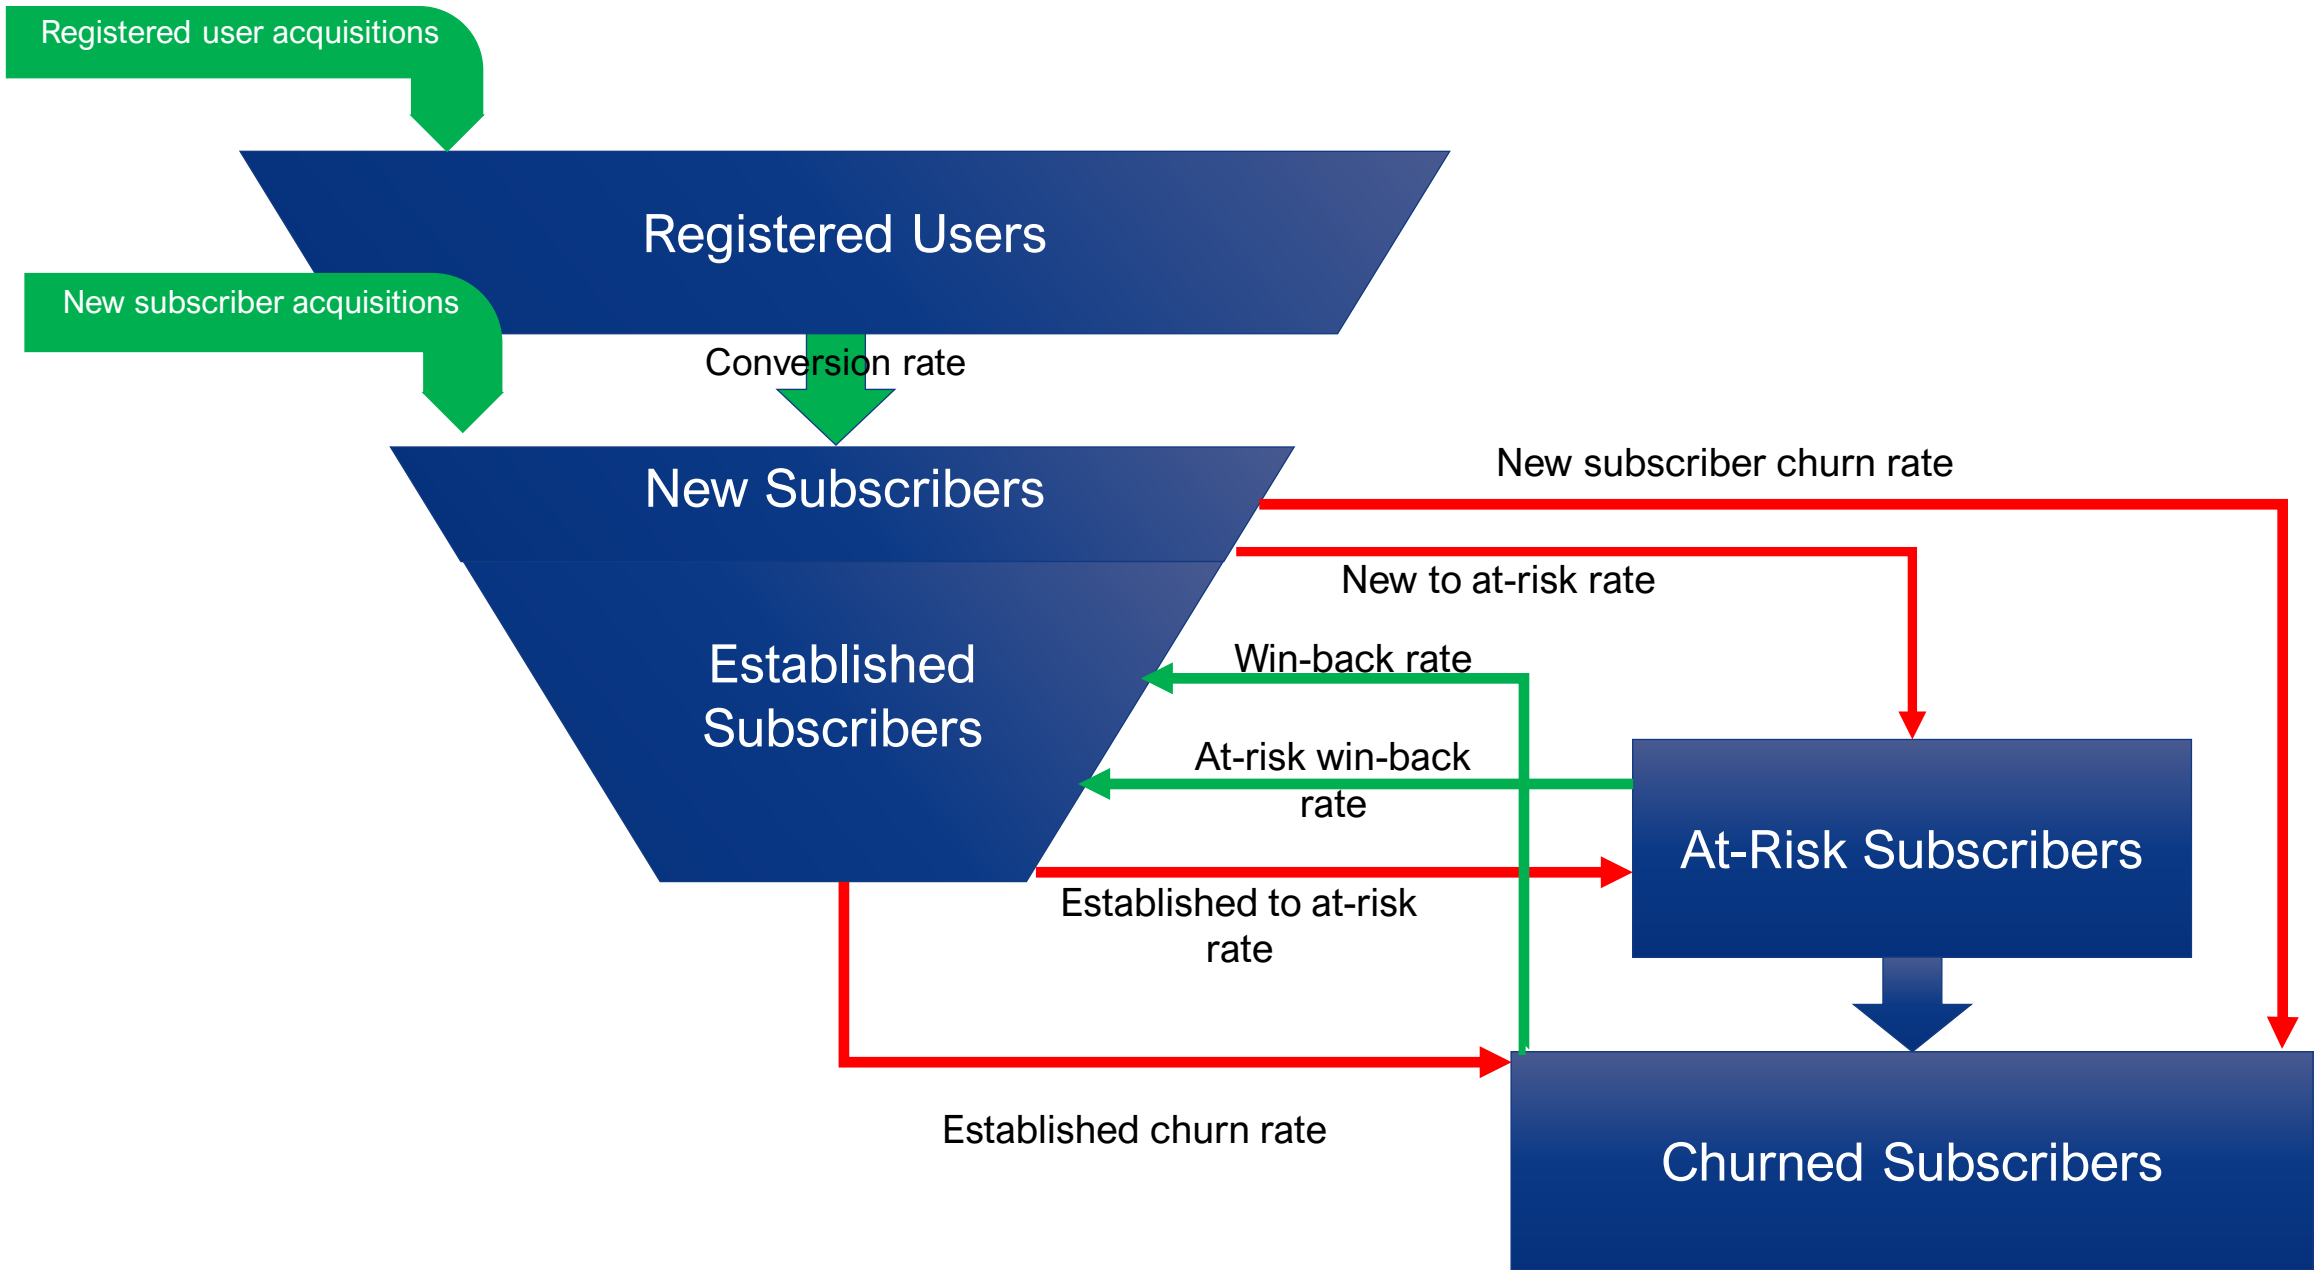 Registered user acquisitions
Registered Users
New subscriber acquisitions
Conversion rate
New Subscribers
New subscriber churn rate
New to at-risk rate
Established
Subscribers
Win-back rate
At-risk win-back
rate
At-Risk Subscribers
Established to at-risk
rate
Established churn rate
Churned Subscribers